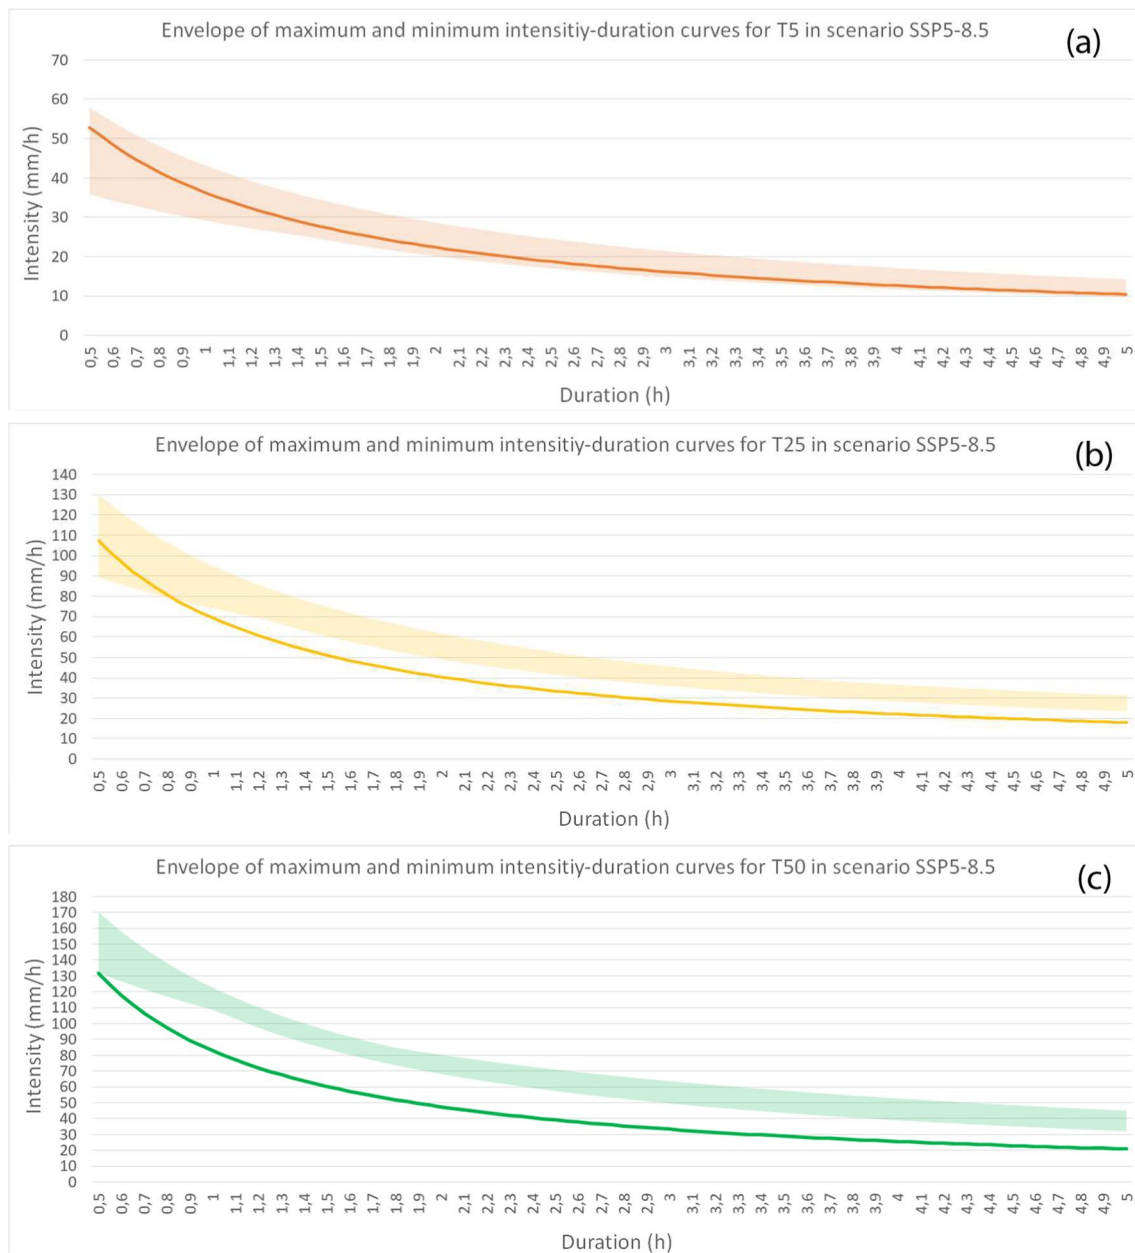 Envelope of maximum and minimum intensitiy-duration curves for T5 in scenario SSP5-8.5
(a)
Intensity (mm/h)
70
60
50
40
30
20
10
0
0,5 0,6 0,7 0,8 0,9 1 1,1 1,2 1,3 1,4 1,5 1,6 1,7 1,8 1,9 2 2,1 2,2 2,3 2,4 2,5 2,6 2,7 2,8 2,9 3 3,1 3,2 3,3 3,4 3,5 3,6 3,7 3,8 3,9 4 4,1 4,2 4,3 4,4 4,5 4,6 4,7 4,8 4,9 5
Duration (h)
Envelope of maximum and minimum intensitiy-duration curves for T25 in scenario SSP5-8.5
(b)
Intensity (mm/h)
140
130
120
110
100
90
80
70
60
50
40
30
20
10
0
0,5 0,6 0,7 0,8 0,9 1 1,1 1,2 1,3 1,4 1,5 1,6 1,7 1,8 1,9 2 2,1 2,2 2,3 2,4 2,5 2,6 2,7 2,8 2,9 3 3,1 3,2 3,3 3,4 3,5 3,6 3,7 3,8 3,9 4 4,1 4,2 4,3 4,4 4,5 4,6 4,7 4,8 4,9 5
Duration (h)
Envelope of maximum and minimum intensitiy-duration curves for T50 in scenario SSP5-8.5
(c)
Intensity (mm/h)
180
170
160
150
140
130
120
110
100
90
80
70
60
50
40
30
20
10
0
0,5 0,6 0,7 0,8 0,9 1 1,1 1,2 1,3 1,4 1,5 1,6 1,7 1,8 1,9 2 2,1 2,2 2,3 2,4 2,5 2,6 2,7 2,8 2,9 3 3,1 3,2 3,3 3,4 3,5 3,6 3,7 3,8 3,9 4 4,1 4,2 4,3 4,4 4,5 4,6 4,7 4,8 4,9 5
Duration (h)